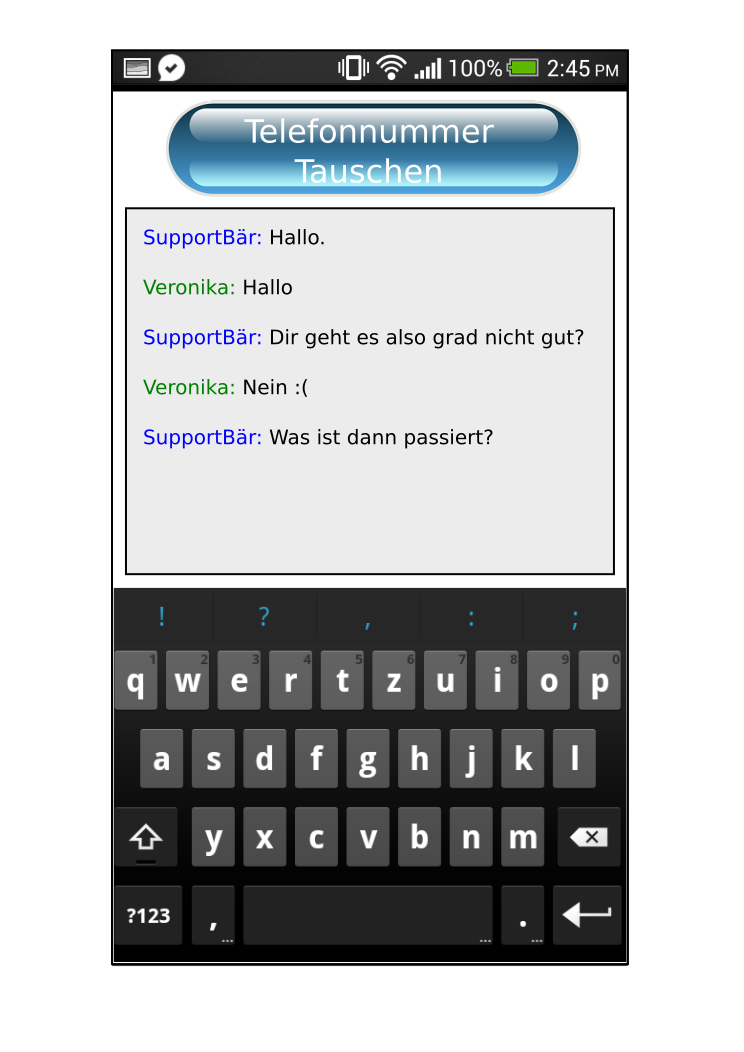 100% 2:45 PM
Telefonnummer
Tauschen
SupportBär: Hallo.
Veronika: Hallo
SupportBär: Dir geht es also grad nicht gut?
Veronika: Nein :(
SupportBär: Was ist dann passiert?
! ? , : ;
1 2 3 4 5 6 7 8 9 0
q w e r t z u i o p
a s d f g h j k l
y x c v b n m
?123 , ... ... . ...